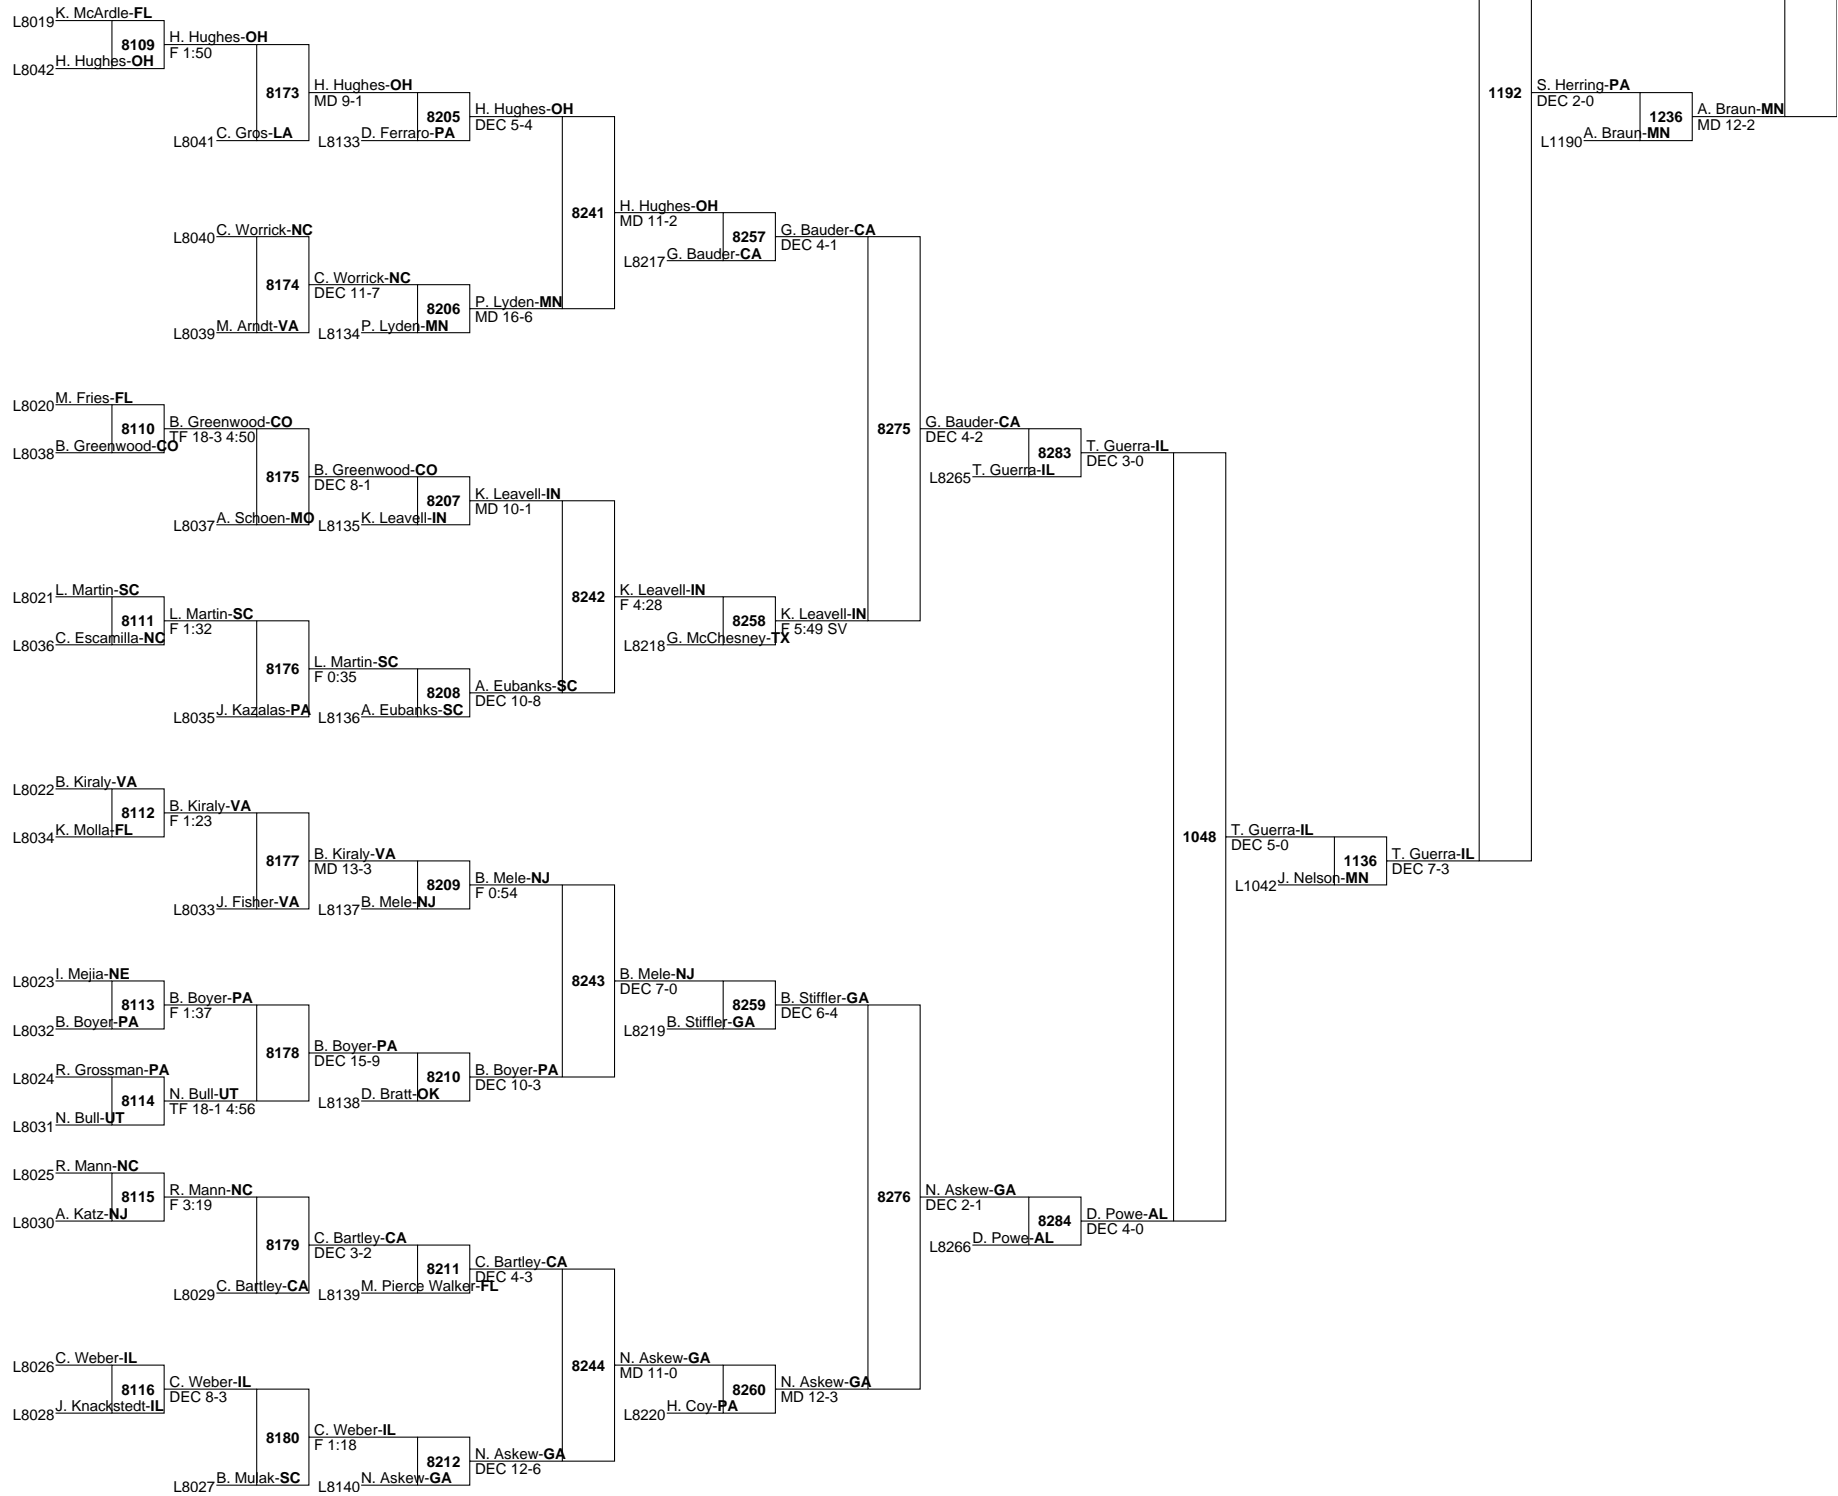 L8019 K. McArdle-FL
8109
L8042 H. Hughes-OH
H. Hughes-OH
F 1:50
8173
L8041 C. Gros-LA
H. Hughes-OH
MD 9-1
8205
L8133 D. Ferraro-PA
H. Hughes-OH
DEC 5-4
L8040 C. Worrick-NC
8174
L8039 M. Arndt-VA
C. Worrick-NC
DEC 11-7
8206
L8134 P. Lyden-MN
P. Lyden-MN
MD 16-6
8241
H. Hughes-OH
MD 11-2
8257
L8217 G. Bauder-CA
G. Bauder-CA
DEC 4-1
L8020 M. Fries-FL
8110
L8038 B. Greenwood-CO
B. Greenwood-CO
TF 18-3 4:50
8175
L8037 A. Schoen-MO
B. Greenwood-CO
DEC 8-1
8207
L8135 K. Leavell-IN
K. Leavell-IN
MD 10-1
L8021 L. Martin-SC
8111
L8036 C. Escamilla-NC
L. Martin-SC
F 1:32
8176
L8035 J. Kazalas-PA
L. Martin-SC
F 0:35
8208
L8136 A. Eubanks-SC
A. Eubanks-SC
DEC 10-8
8242
K. Leavell-IN
F 4:28
8258
L8218 G. McChesney-TX
K. Leavell-IN
F 5:49 SV
8275
G. Bauder-CA
DEC 4-2
8283
L8265 T. Guerra-IL
T. Guerra-IL
DEC 3-0
L8022 B. Kiraly-VA
8112
L8034 K. Molla-FL
B. Kiraly-VA
F 1:23
8177
L8033 J. Fisher-VA
B. Kiraly-VA
MD 13-3
8209
L8137 B. Mele-NJ
B. Mele-NJ
F 0:54
L8023 I. Mejia-NE
8113
L8032 B. Boyer-PA
B. Boyer-PA
F 1:37
L8024 R. Grossman-PA
8114
L8031 N. Bull-UT
N. Bull-UT
TF 18-1 4:56
8178
B. Boyer-PA
DEC 15-9
8210
L8138 D. Bratt-OK
B. Boyer-PA
DEC 10-3
8243
B. Mele-NJ
DEC 7-0
8259
L8219 B. Stiffler-GA
B. Stiffler-GA
DEC 6-4
L8025 R. Mann-NC
8115
L8030 A. Katz-NJ
R. Mann-NC
F 3:19
8179
L8029 C. Bartley-CA
C. Bartley-CA
DEC 3-2
8211
L8139 M. Pierce Walker-FL
C. Bartley-CA
DEC 4-3
L8026 C. Weber-IL
8116
L8028 J. Knackstedt-IL
C. Weber-IL
DEC 8-3
8180
L8027 B. Mulak-SC
C. Weber-IL
F 1:18
8212
L8140 N. Askew-GA
N. Askew-GA
DEC 12-6
8244
N. Askew-GA
MD 11-0
8260
L8220 H. Coy-PA
N. Askew-GA
MD 12-3
8276
N. Askew-GA
DEC 2-1
8284
L8266 D. Powe-AL
D. Powe-AL
DEC 4-0
1048
T. Guerra-IL
DEC 5-0
1136
L1042 J. Nelson-MN
T. Guerra-IL
DEC 7-3
1192
S. Herring-PA
DEC 2-0
1236
L1190 A. Braun-MN
A. Braun-MN
MD 12-2